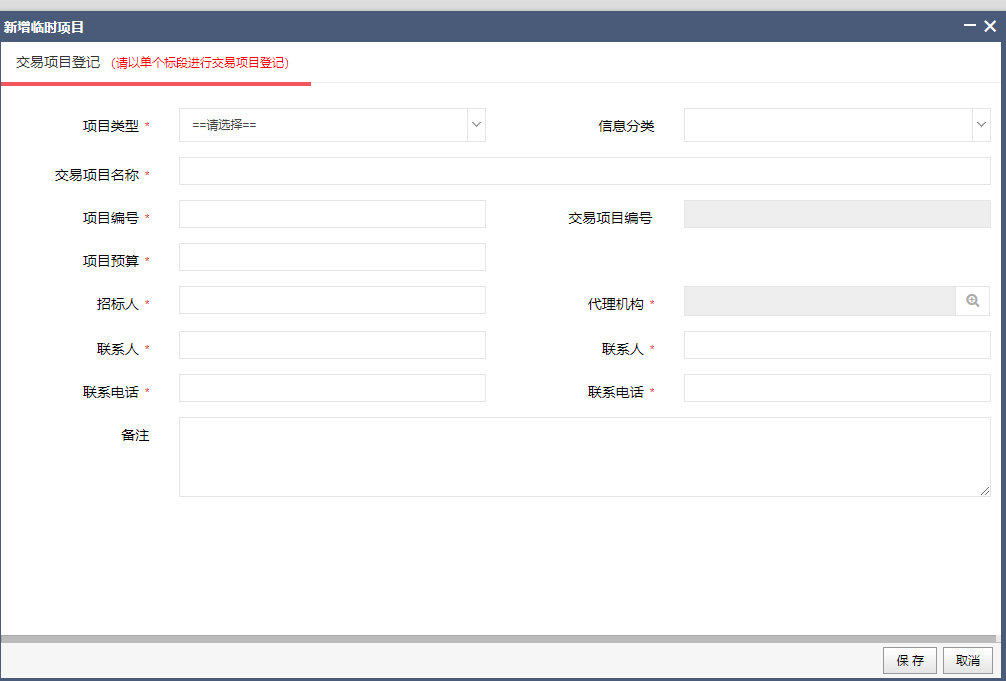 新增临时项目
交易项目登记 （请以单个标段进行交易项目登记）
项目类型 * ==请选择== 信息分类
交易项目名称 *
项目编号 * 交易项目编号
项目预算 *
招标人 * 代理机构 *
联系人 * 联系人 *
联系电话 * 联系电话 *
备注
保 存 取消